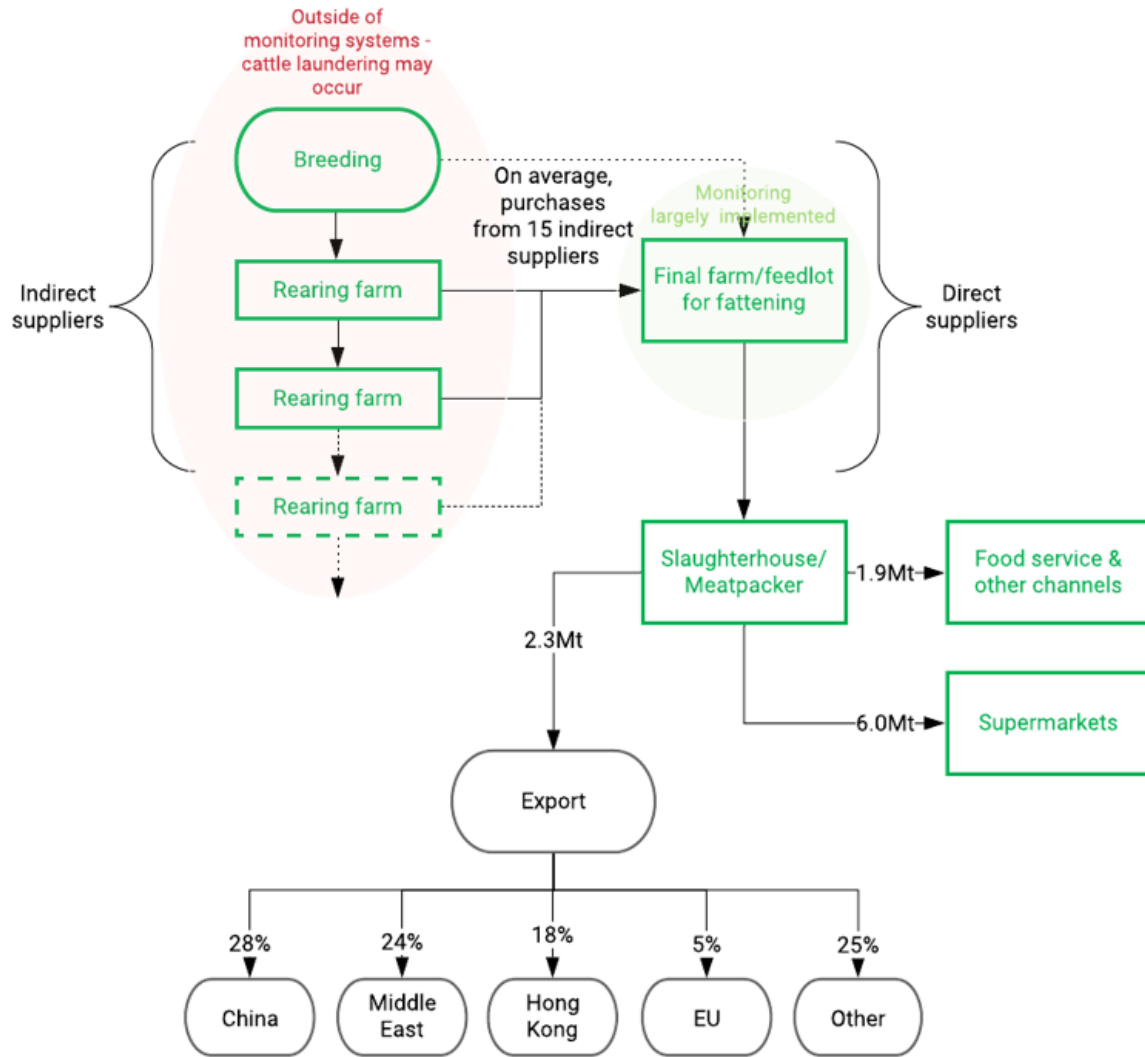 Outside of
monitoring systems -
cattle laundering may
occur
Breeding
On average,
purchases
from 15 indirect
suppliers
Monitoring
largely implemented
Rearing farm
Final farm/feedlot
for fattening
Indirect
suppliers
Direct
suppliers
Rearing farm
Rearing farm
Slaughterhouse/
Meatpacker
1.9Mt
Food service &
other channels
2.3Mt
6.0Mt
Supermarkets
Export
28%
24%
18%
5%
25%
China
Middle
East
Hong
Kong
EU
Other